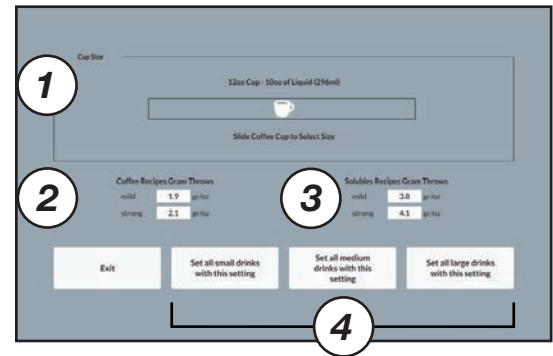 Cup Size
1
12oz Cup - 10oz of Liquid (296ml)
Slide Coffee Cup to Select Size
2
Coffee Recipes Gram Throws
mild 1.9 gr/oz
strong 2.1 gr/oz
3
Solubles Recipes Gram Throws
mild 3.8 gr/oz
strong 4.1 gr/oz
Exit
Set all small drinks
with this setting
Set all medium
drinks with this
setting
Set all large drinks
with this setting
4